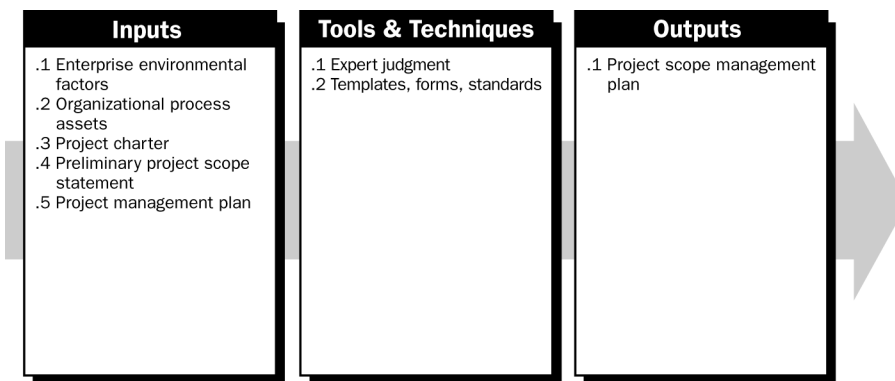 Inputs
.1 Enterprise environmental
factors
.2 Organizational process
assets
.3 Project charter
.4 Preliminary project scope
statement
.5 Project management plan
Tools & Techniques
.1 Expert judgment
.2 Templates, forms, standards
Outputs
.1 Project scope management
plan